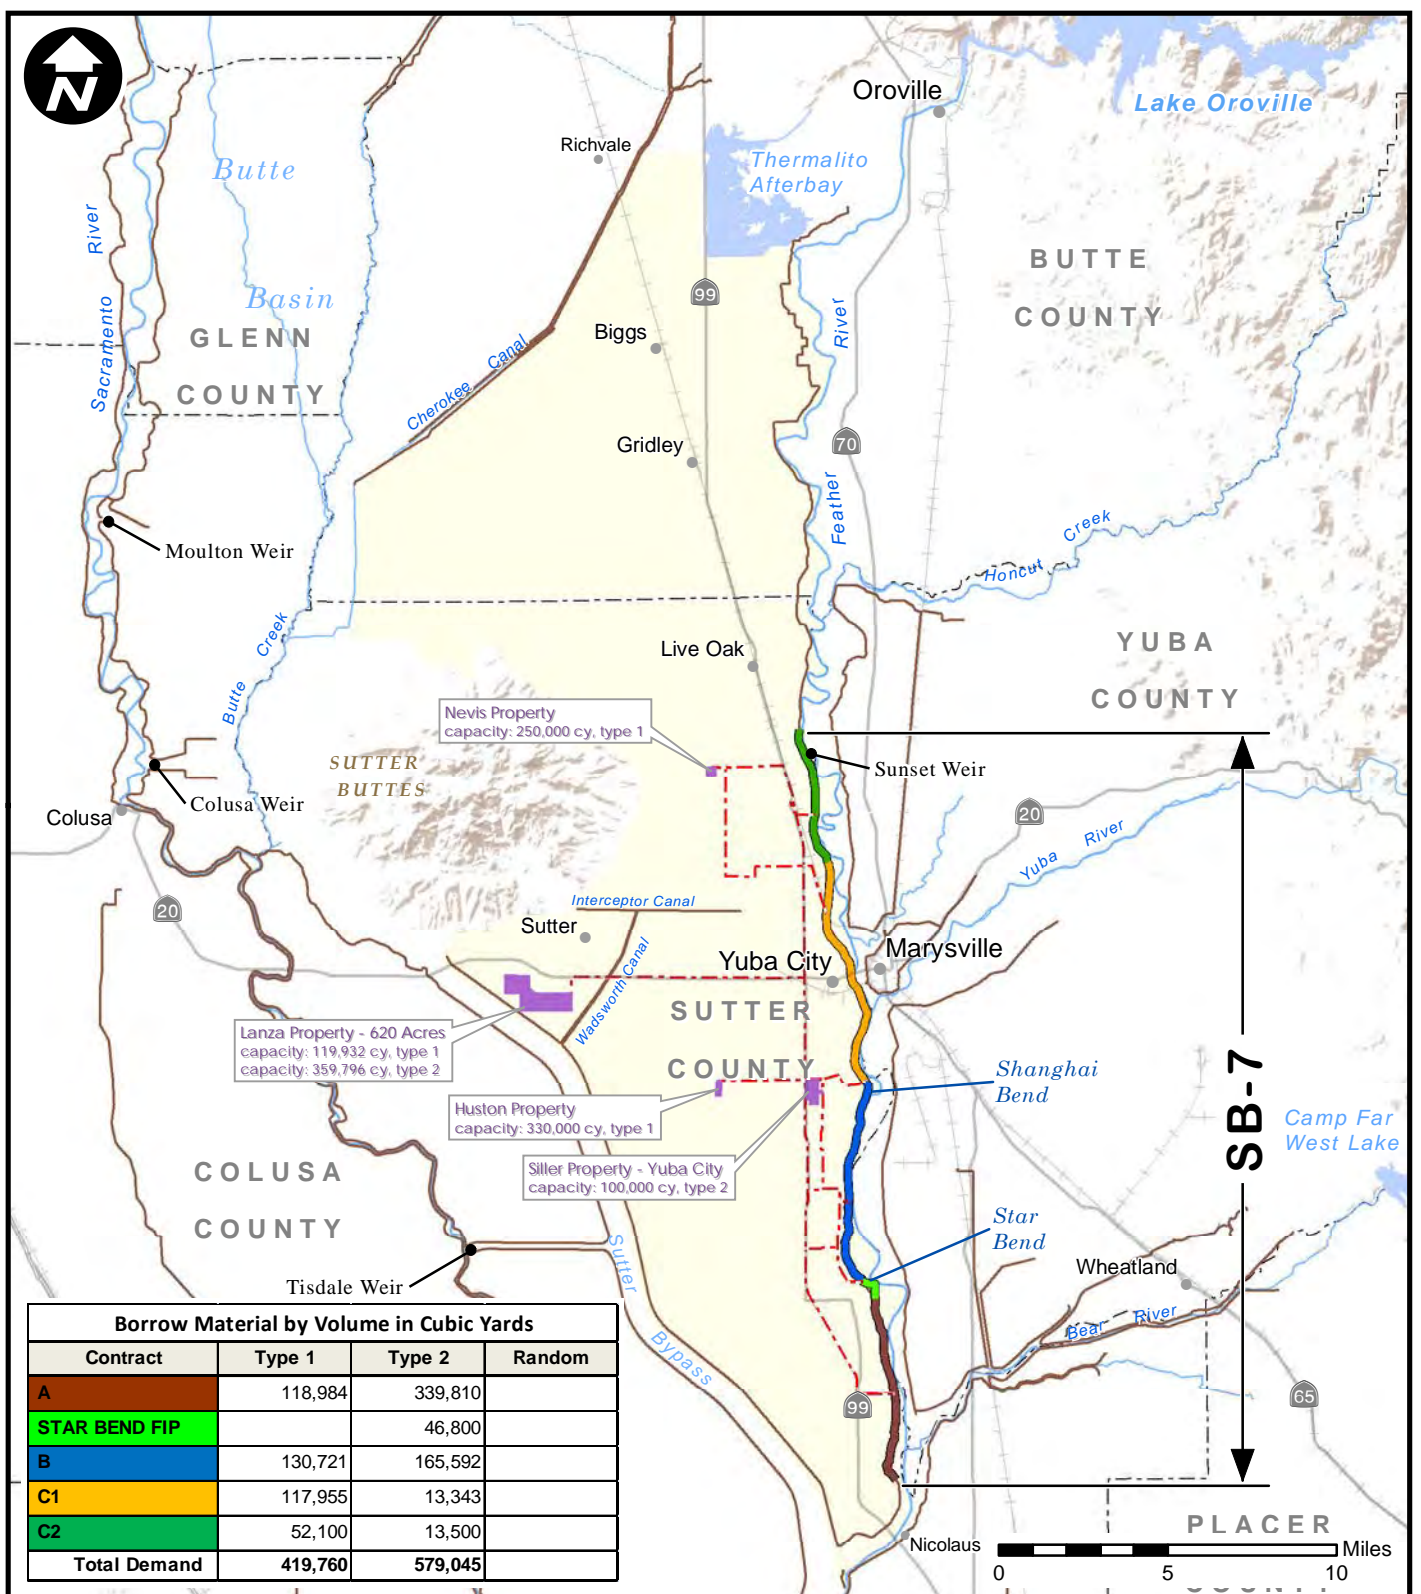 N
Oroville
Lake Oroville
Richvale
Thermalito
Afterbay
Butte
Basin
Sacramento River
GLENN
COUNTY
BUTTE
COUNTY
99
Biggs
Cherokee Canal
Feather River
Gridley
70
Moulton Weir
Honcut Creek
Butte Creek
Live Oak
YUBA
COUNTY
Nevis Property
capacity: 250,000 cy, type 1
SUTTER
BUTTES
Sunset Weir
Colusa Weir
Colusa
20
Yuba River
20
Interceptor Canal
Sutter
Wadsworth Canal
Yuba City
Marysville
SUTTER
COUNTY
Lanza Property - 620 Acres
capacity: 119,932 cy, type 1
capacity: 359,796 cy, type 2
Shanghai
Bend
Huston Property
capacity: 330,000 cy, type 1
SB-7
Camp Far
West Lake
Siller Property - Yuba City
capacity: 100,000 cy, type 2
COLUSA
COUNTY
Star
Bend
Sutter Bypass
Tisdale Weir
Wheatland
Bear River
65
99
Borrow Material by Volume in Cubic Yards
Contract Type 1 Type 2 Random
A 118,984 339,810
STAR BEND FIP 46,800
B 130,721 165,592
C1 117,955 13,343
C2 52,100 13,500
Total Demand 419,760 579,045
Nicolaus
PLACER
COUNTY
Miles
0 5 10